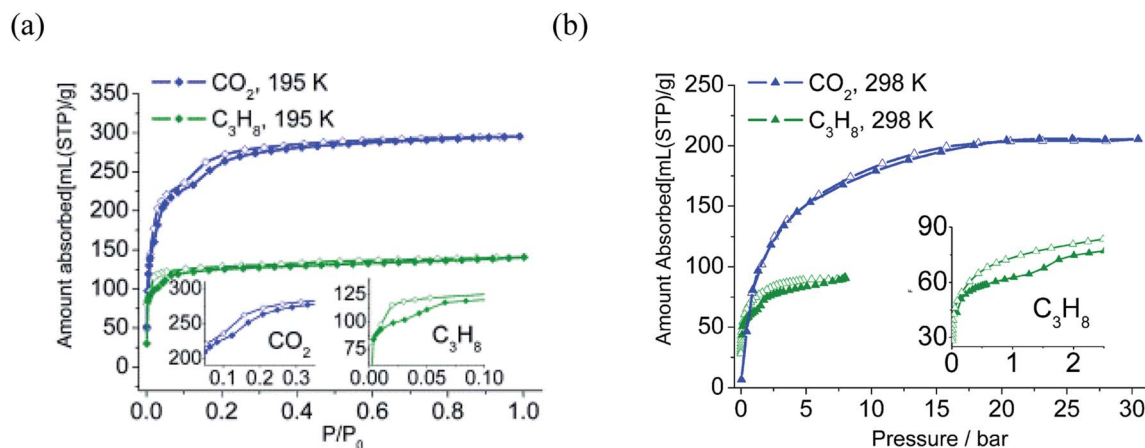 (a)
CO2, 195 K
C3H8, 195 K
Amount absorbed[mL(STP)/g]
350
300
250
200
150
100
50
0
300
250
200
0.1 0.2 0.3
CO2
125
100
75
0.00 0.05 0.10
C3H8
0.0 0.2 0.4 0.6 0.8 1.0
P/P0
(b)
CO2, 298 K
C3H8, 298 K
Amount Absorbed[mL(STP)/g]
250
200
150
100
50
0
90
60
30
0 1 2
C3H8
0 5 10 15 20 25 30
Pressure / bar